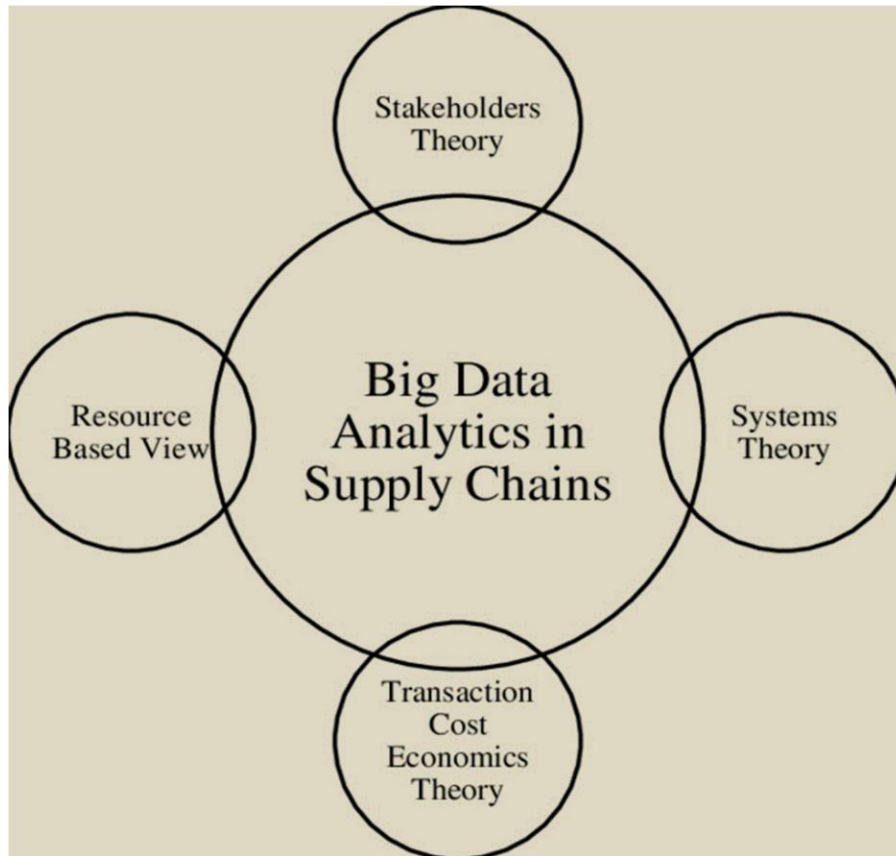 Stakeholders
Theory
Resource
Based View
Big Data
Analytics in
Supply Chains
Systems
Theory
Transaction
Cost
Economics
Theory